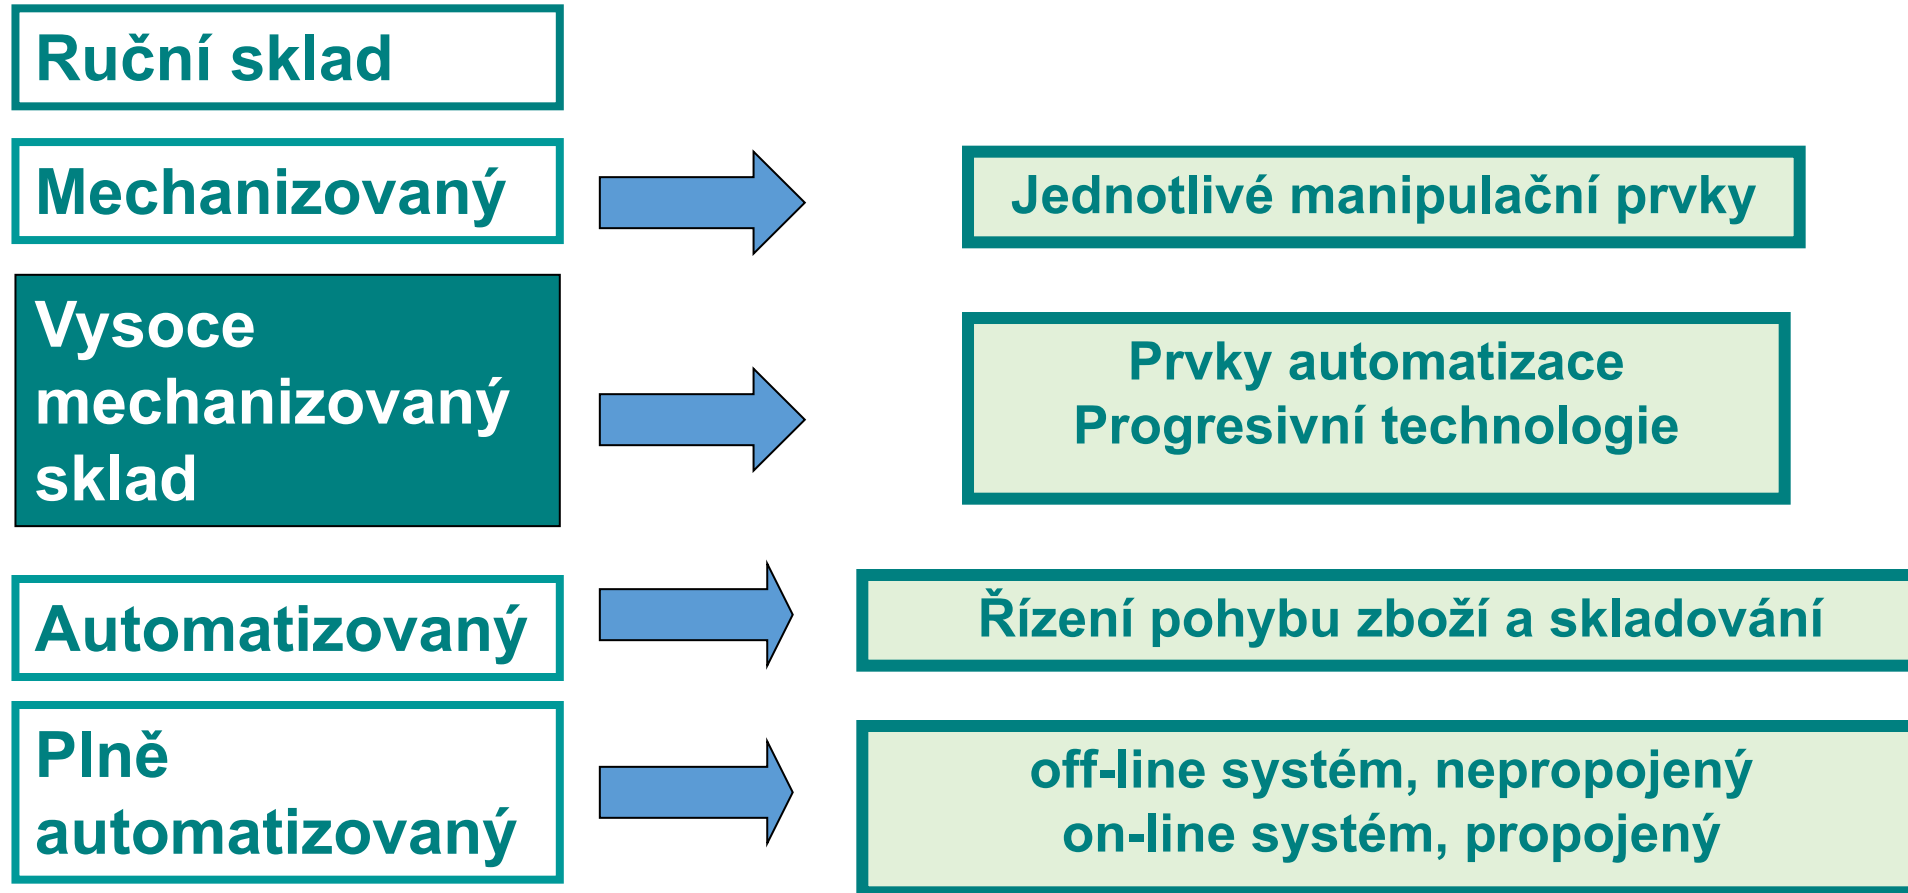 Ruční sklad
Mechanizovaný
Jednotlivé manipulační prvky
Vysoce
mechanizovaný
sklad
Prvky automatizace
Progresivní technologie
Automatizovaný
Řízení pohybu zboží a skladování
Plně
automatizovaný
off-line systém, nepropojený
on-line systém, propojený